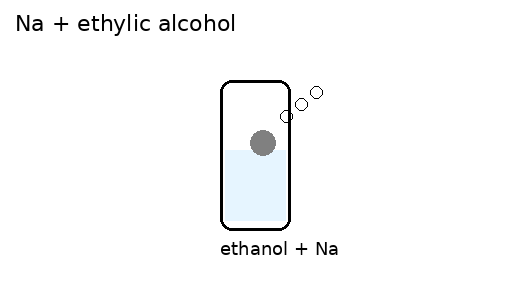 Na + ethylic alcohol
ethanol + Na